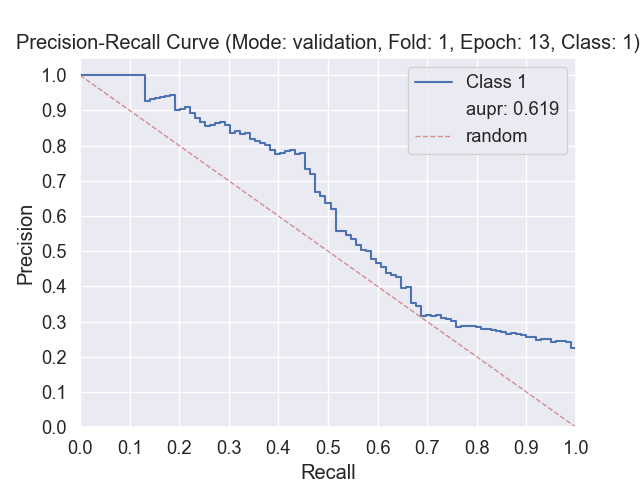 Precision-Recall Curve (Mode: validation, Fold: 1, Epoch: 13, Class: 1)
Class 1
aupr: 0.619
random
Precision
1.0
0.9
0.8
0.7
0.6
0.5
0.4
0.3
0.2
0.1
0.0
0.0 0.1 0.2 0.3 0.4 0.5 0.6 0.7 0.8 0.9 1.0
Recall